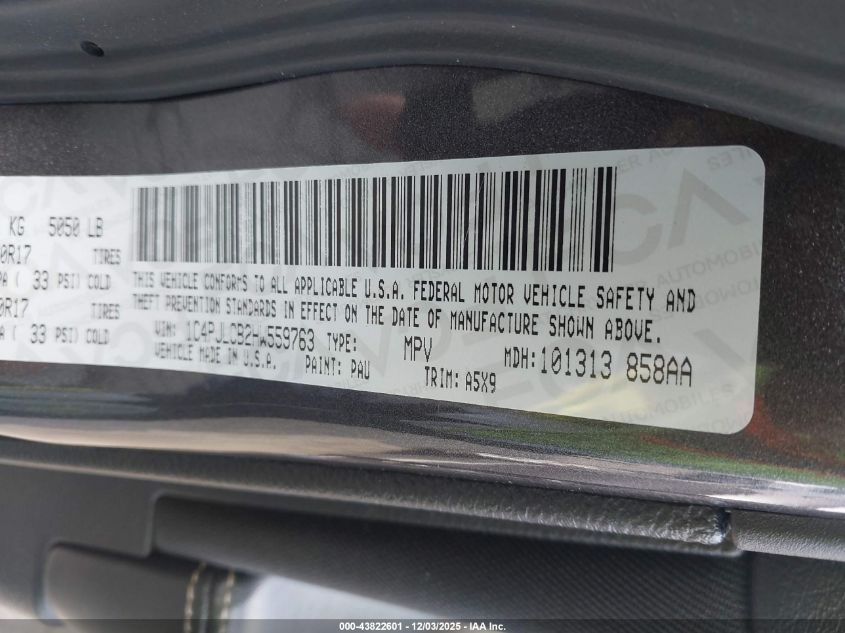 KG 5050 LB
0R17 TIRES
PA ( 33 PSI) COLD
0R17 TIRES
PA ( 33 PSI) COLD
THIS VEHICLE CONFORMS TO ALL APPLICABLE U.S.A. FEDERAL MOTOR VEHICLE SAFETY AND
THEFT PREVENTION STANDARDS IN EFFECT ON THE DATE OF MANUFACTURE SHOWN ABOVE.
VIN: 1C4PJLCB2HW559763 TYPE: MPV MDH:101313 858AA
VEHICLE MADE IN U.S.A. PAINT: PAU TRIM: A5X9
000-43822601 - 12/03/2025 - IAA Inc.